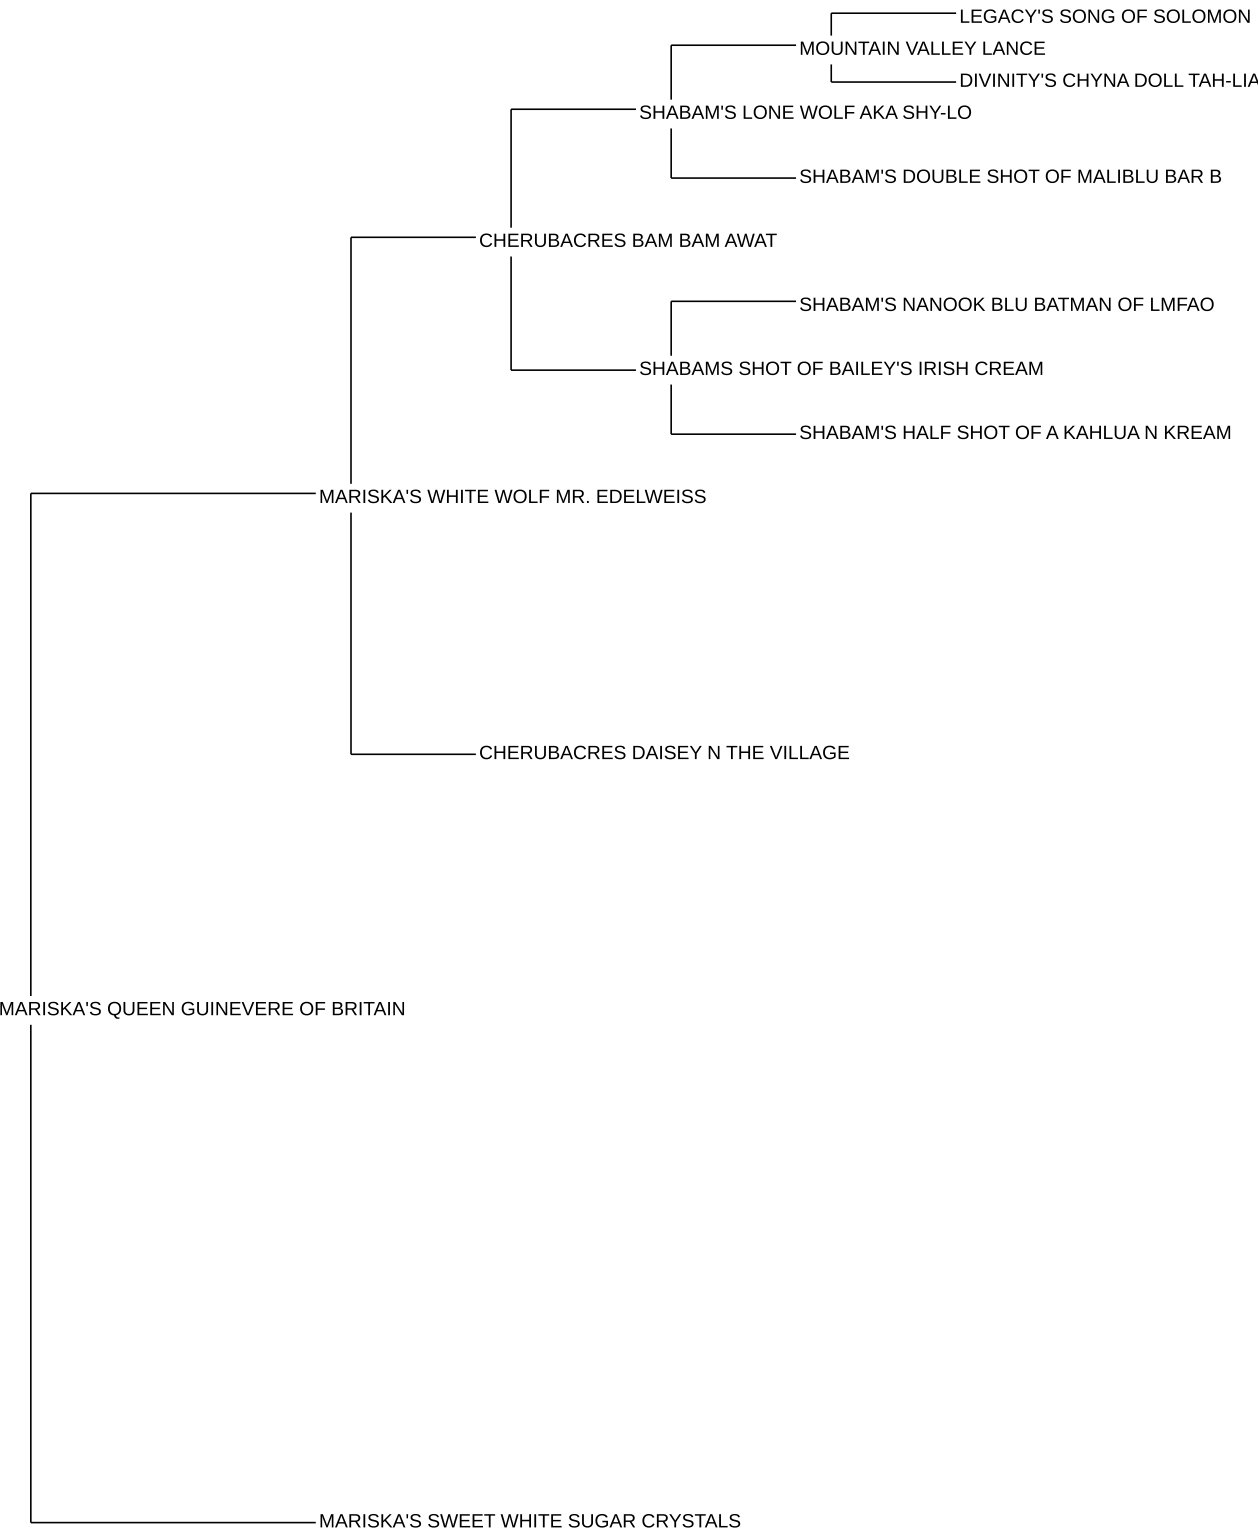 LEGACY'S SONG OF SOLOMON
MOUNTAIN VALLEY LANCE
DIVINITY'S CHYNA DOLL TAH-LIA
SHABAM'S LONE WOLF AKA SHY-LO
SHABAM'S DOUBLE SHOT OF MALIBLU BAR B
CHERUBACRES BAM BAM AWAT
SHABAM'S NANOOK BLU BATMAN OF LMFAO
SHABAMS SHOT OF BAILEY'S IRISH CREAM
SHABAM'S HALF SHOT OF A KAHLUA N KREAM
MARISKA'S WHITE WOLF MR. EDELWEISS
CHERUBACRES DAISEY N THE VILLAGE
MARISKA'S QUEEN GUINEVERE OF BRITAIN
MARISKA'S SWEET WHITE SUGAR CRYSTALS